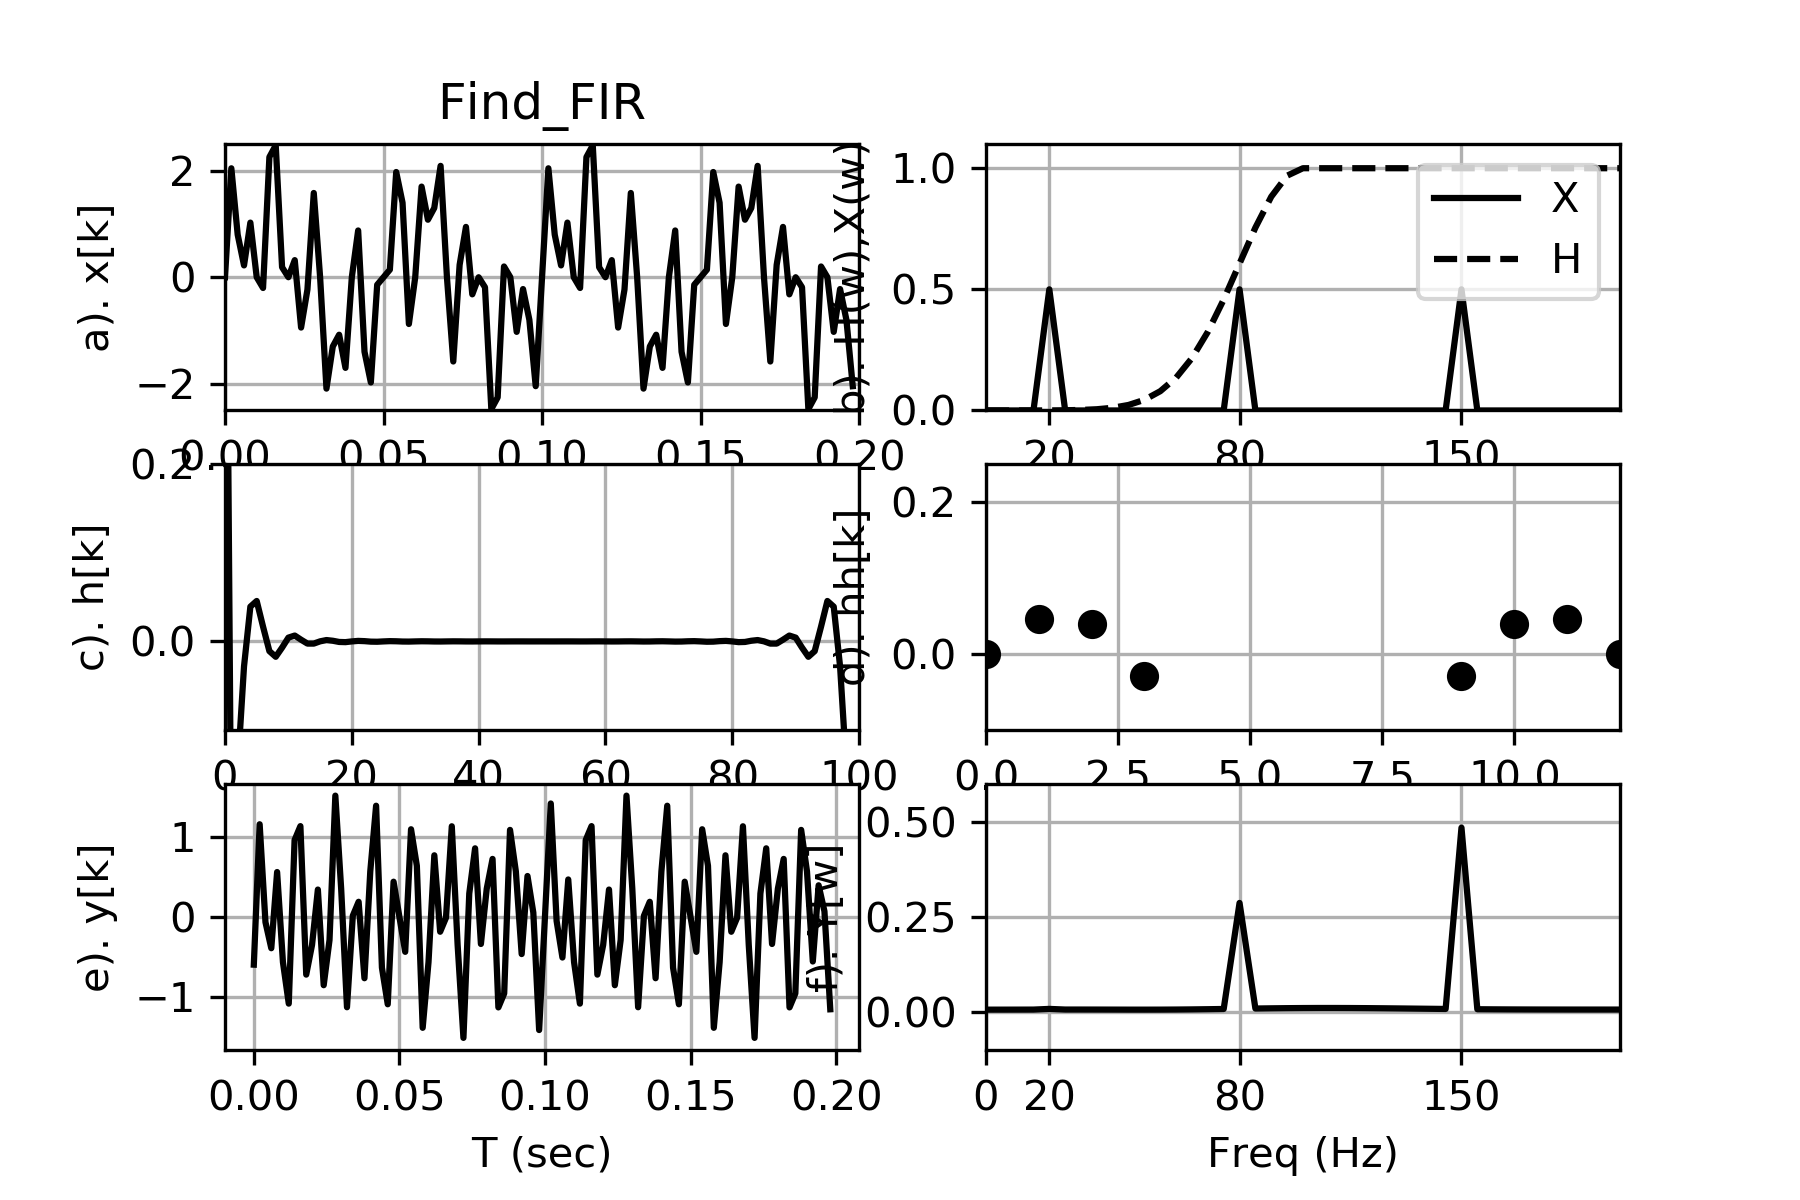 Find_FIR
a). x[k]
2
0
−2
0.00 0.05 0.10 0.15 0.20
b). H(w),X(w)
1.0
0.5
0.0
X
H
20 80 150
c). h[k]
0.2
0.0
0 20 40 60 80 100
d). hh[k]
0.2
0.0
0.0 2.5 5.0 7.5 10.0
e). y[k]
1
0
−1
0.00 0.05 0.10 0.15 0.20
T (sec)
f). Y[w]
0.50
0.25
0.00
0 20 80 150
Freq (Hz)